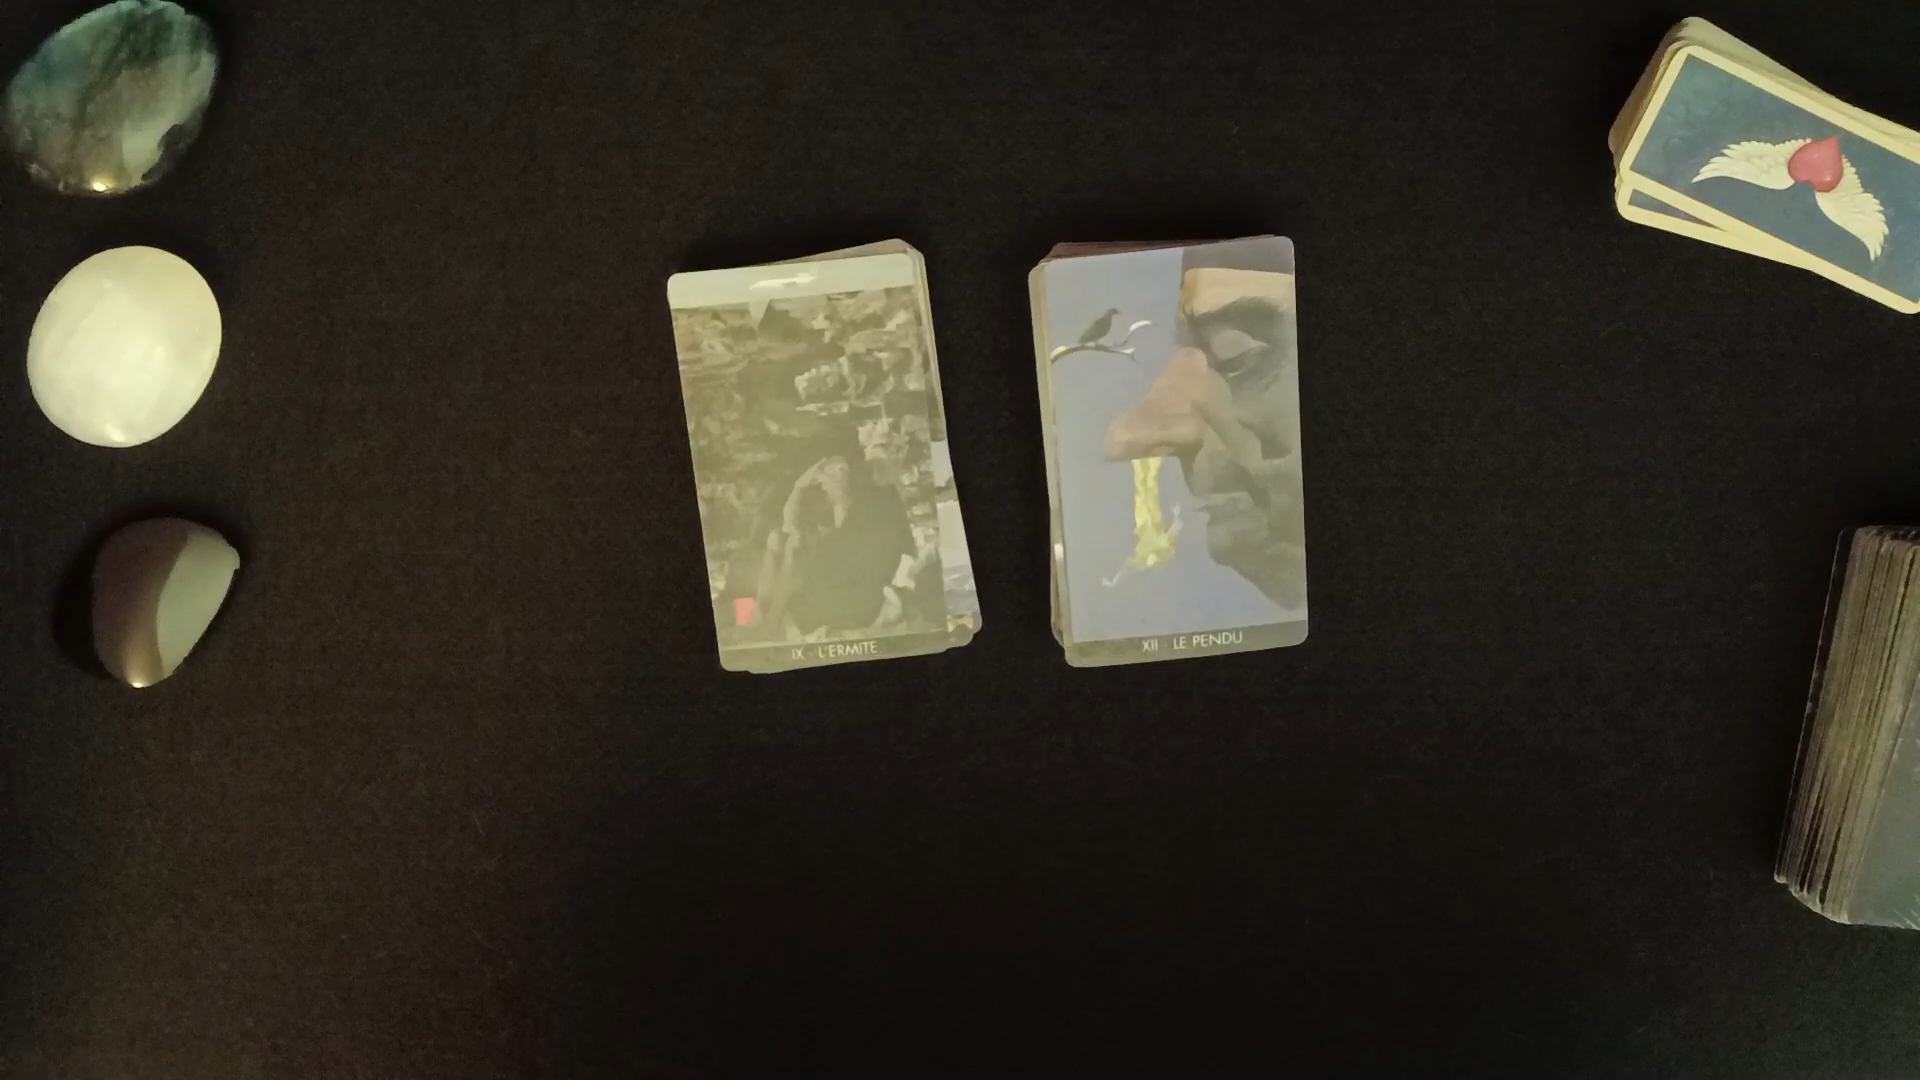 IX · L'ERMITE
XII · LE PENDU